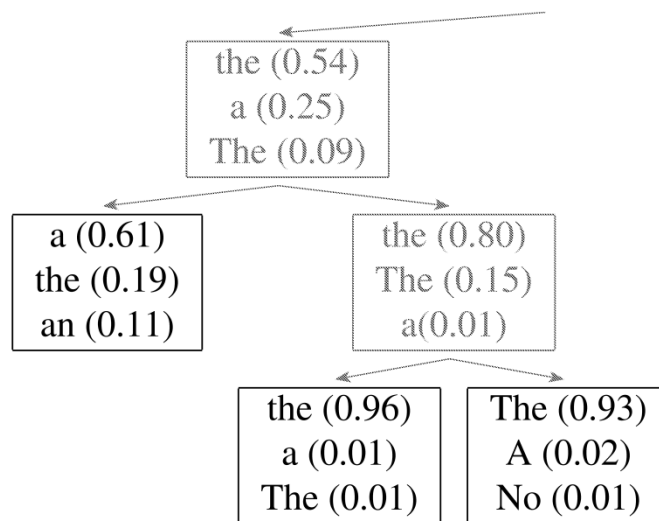 the (0.54)
a (0.25)
The (0.09)
a (0.61)
the (0.19)
an (0.11)
the (0.80)
The (0.15)
a(0.01)
the (0.96)
a (0.01)
The (0.01)
The (0.93)
A (0.02)
No (0.01)